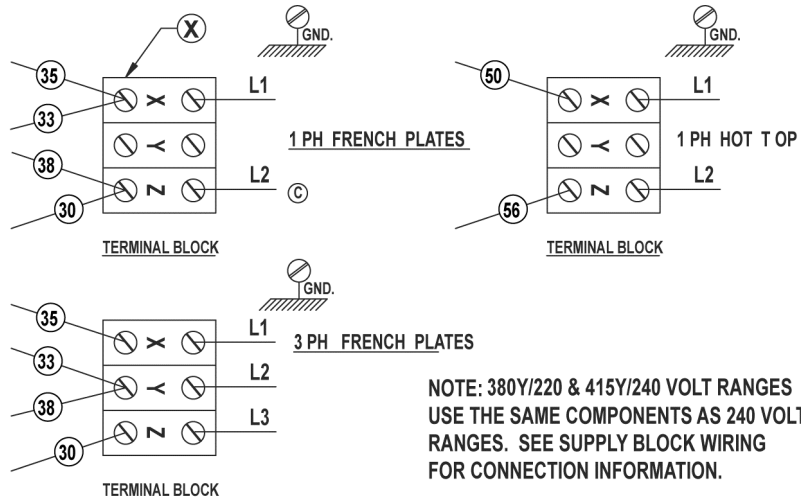 X
GND.
35
33
38
30
X
Y
Z
L1
L2
1 PH FRENCH PLATES
C
TERMINAL BLOCK
GND.
50
56
X
Y
Z
L1
L2
1 PH HOT T OP
TERMINAL BLOCK
GND.
35
33
38
30
X
Y
Z
L1
L2
L3
3 PH FRENCH PLATES
TERMINAL BLOCK
NOTE: 380Y/220 & 415Y/240 VOLT RANGES
USE THE SAME COMPONENTS AS 240 VOLT
RANGES. SEE SUPPLY BLOCK WIRING
FOR CONNECTION INFORMATION.